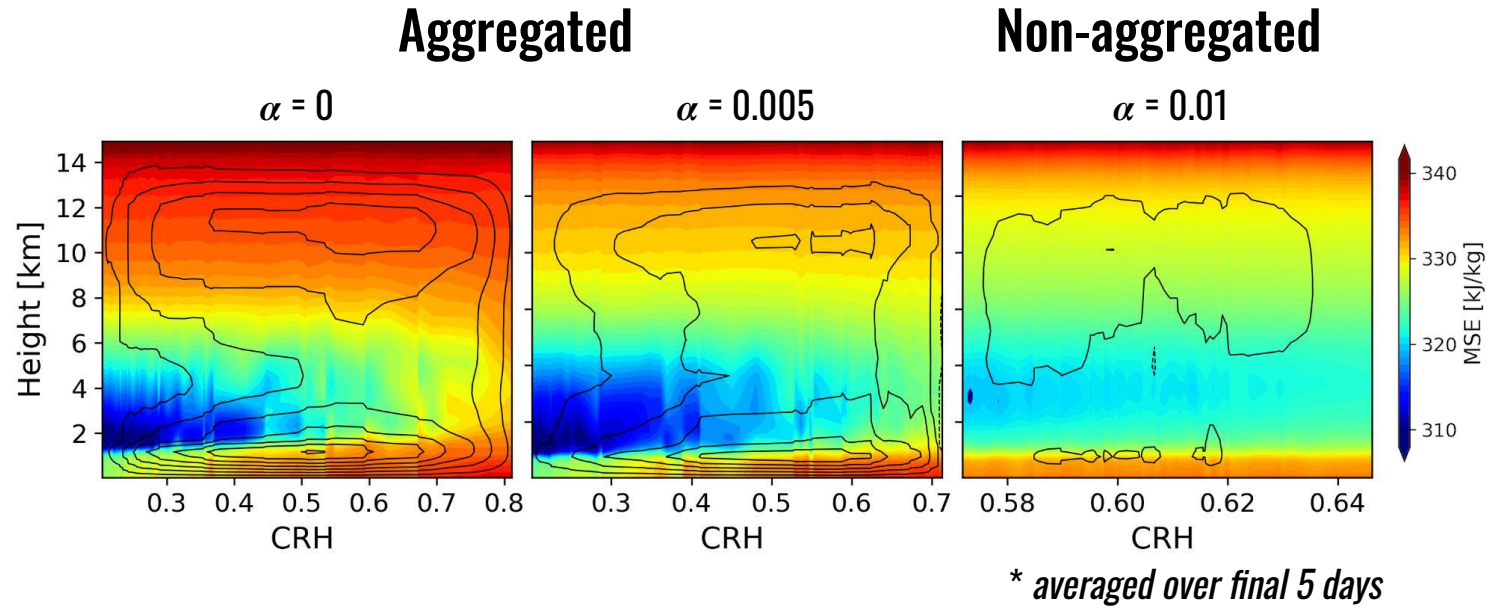 Aggregated
Non-aggregated
α = 0
α = 0.005
α = 0.01
Height [km]
14
12
10
8
6
4
2
0.3 0.4 0.5 0.6 0.7 0.8
CRH
0.3 0.4 0.5 0.6 0.7
CRH
0.58 0.60 0.62 0.64
CRH
340
330
320
310
MSE [kJ/kg]
* averaged over final 5 days